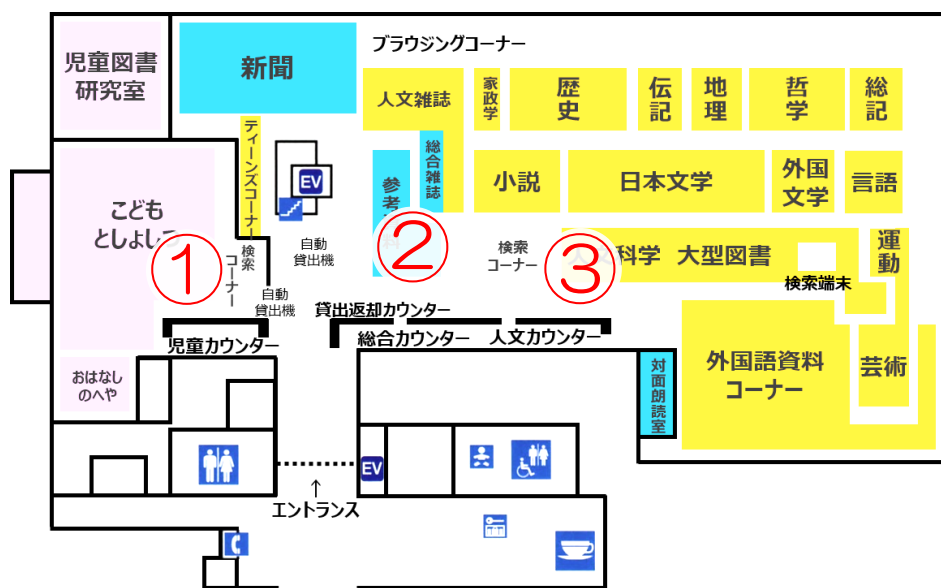 児童図書
研究室
新聞
ブラウジングコーナー
人文雑誌
家政学
歴史
伝記
地理
哲学
総記
ティーンズコーナー
総合雑誌
EV
小説
日本文学
外国文学
言語
こども
としょしつ
参考
①
検索コーナー
自動
貸出機
②
検索
コーナー
③
科学 大型図書
運動
検索端末
自動
貸出機
貸出返却カウンター
児童カウンター
総合カウンター
人文カウンター
おはなし
のへや
対面朗読室
外国語資料
コーナー
芸術
EV
↑
エントランス